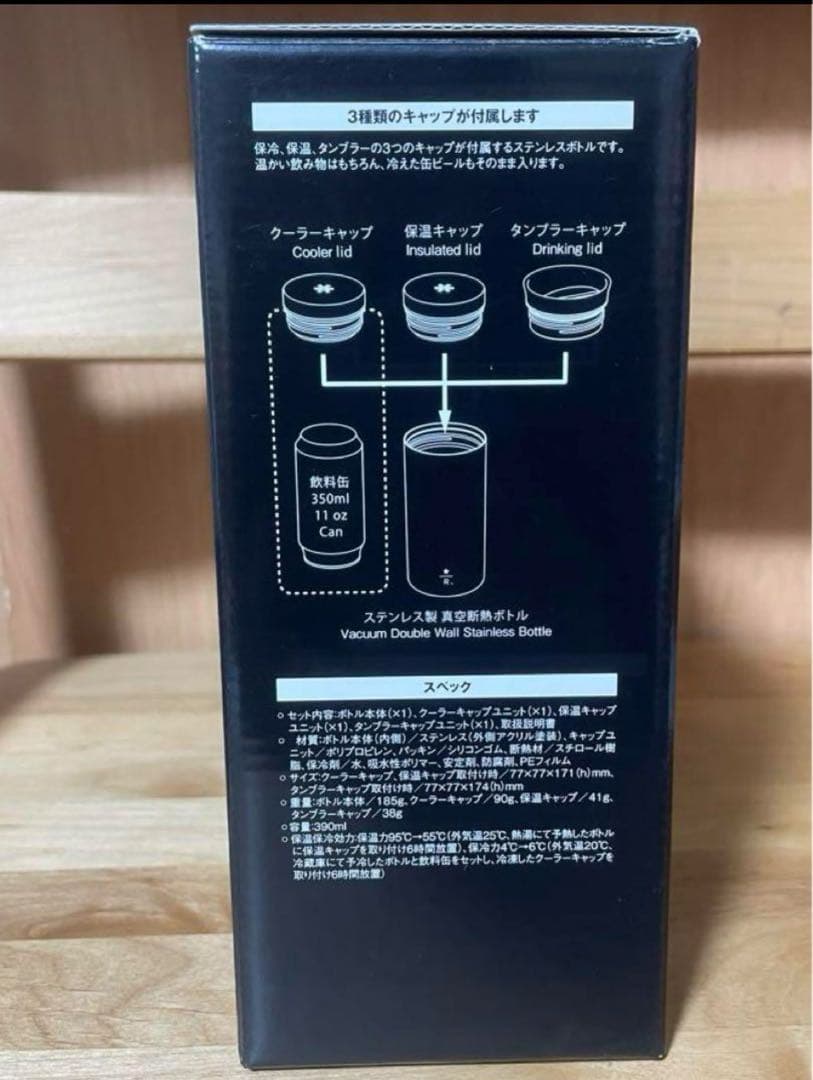 3種類のキャップが付属します
保冷、保温、タンブラーの3つのキャップが付属するステンレスボトルです。
温かい飲み物はもちろん、冷えた缶ビールもそのまま入ります。
クーラーキャップ
Cooler lid
保温キャップ
Insulated lid
タンブラーキャップ
Drinking lid
飲料缶
350ml
11 oz
Can
R.
ステンレス製 真空断熱ボトル
Vacuum Double Wall Stainless Bottle
スペック
○ セット内容:ボトル本体(×1)、クーラーキャップユニット(×1)、保温キャップ
ユニット(×1)、タンブラーキャップユニット(×1)、取扱説明書
○ 材質:ボトル本体(内側)/ステンレス(外側アクリル塗装)、キャップユ
ニット/ポリプロピレン、パッキン/シリコンゴム、断熱材/スチロール樹
脂、保冷剤/水、吸水性ポリマー、安定剤、防腐剤、PEフィルム
○ サイズ:クーラーキャップ、保温キャップ取付け時/77×77×171(h)mm、
タンブラーキャップ取付け時/77×77×174(h)mm
○ 重量:ボトル本体/185g、クーラーキャップ/90g、保温キャップ/41g、
タンブラーキャップ/38g
○ 容量:390ml
○ 保温保冷効力:保温力95℃→55℃(外気温25℃、熱湯にて予熱したボトル
に保温キャップを取り付け6時間放置)、保冷力4℃→6℃(外気温20℃、
冷蔵庫にて予冷したボトルと飲料缶をセットし、冷凍したクーラーキャップを
取り付け6時間放置)